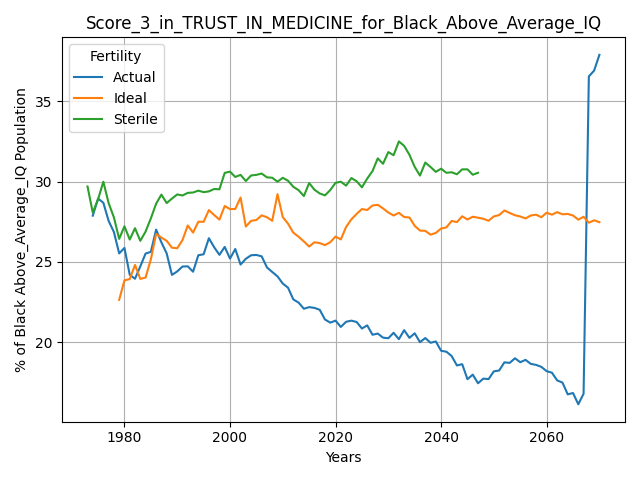 Score_3_in_TRUST_IN_MEDICINE_for_Black_Above_Average_IQ
Fertility
Actual
Ideal
Sterile
% of Black Above_Average_IQ Population
35
30
25
20
1980
2000
2020
2040
2060
Years